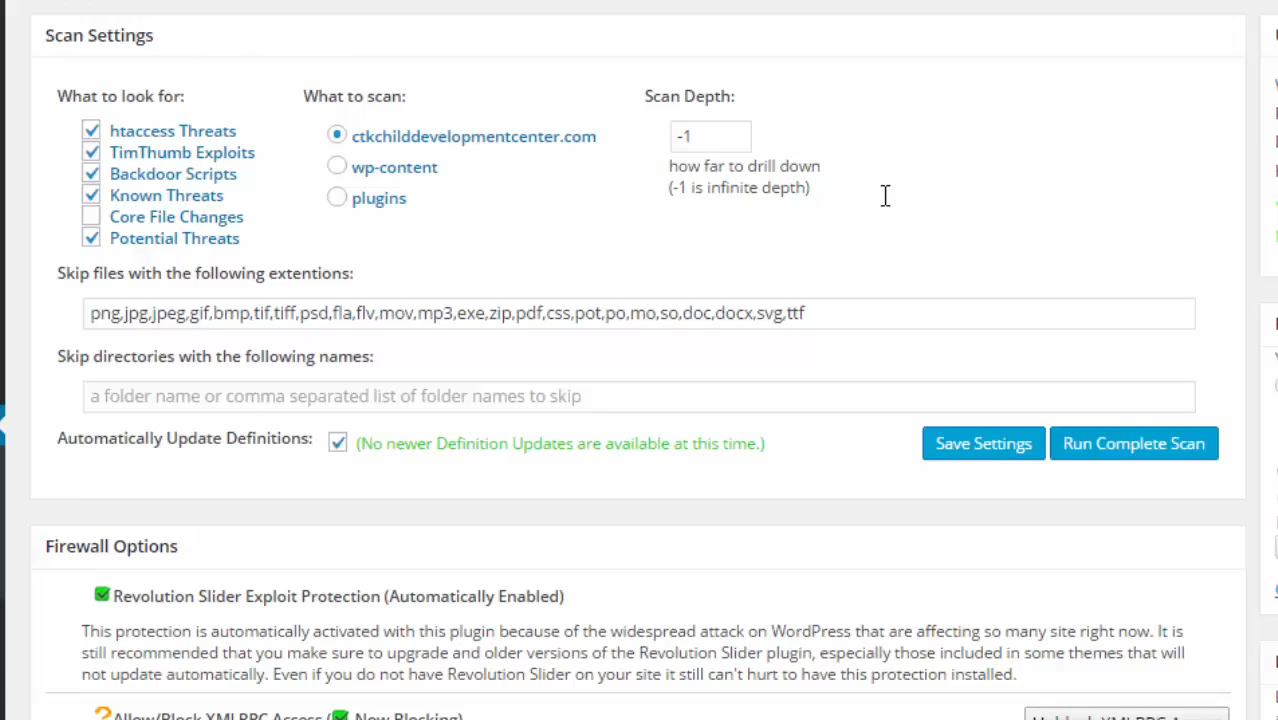 Scan Settings
What to look for:
What to scan:
Scan Depth:
htaccess Threats
TimThumb Exploits
Backdoor Scripts
Known Threats
Core File Changes
Potential Threats
ctkchilddevelopmentcenter.com
wp-content
plugins
-1
how far to drill down
(-1 is infinite depth)
Skip files with the following extentions:
png,jpg,jpeg,gif,bmp,tif,tiff,psd,fla,flv,mov,mp3,exe,zip,pdf,css,pot,po,mo,so,doc,docx,svg,ttf
Skip directories with the following names:
a folder name or comma separated list of folder names to skip
Automatically Update Definitions:
(No newer Definition Updates are available at this time.)
Save Settings
Run Complete Scan
Firewall Options
Revolution Slider Exploit Protection (Automatically Enabled)
This protection is automatically activated with this plugin because of the widespread attack on WordPress that are affecting so many site right now. It is
still recommended that you make sure to upgrade and older versions of the Revolution Slider plugin, especially those included in some themes that will
not update automatically. Even if you do not have Revolution Slider on your site it still can't hurt to have this protection installed.
Allow/Block XMLRPC Access ( Now Blocking)